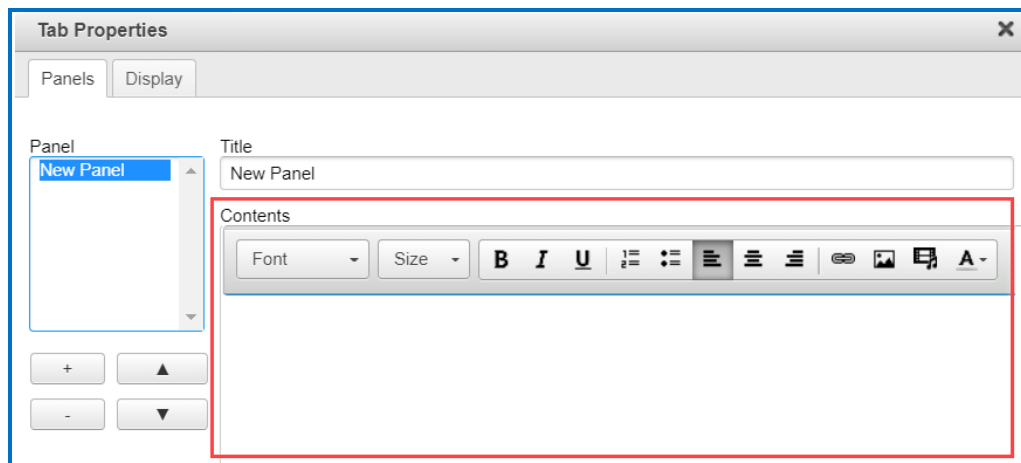 Tab Properties
Panels Display
Panel Title
New Panel New Panel
Contents
Font Size B I U A
+ ▲
- ▼